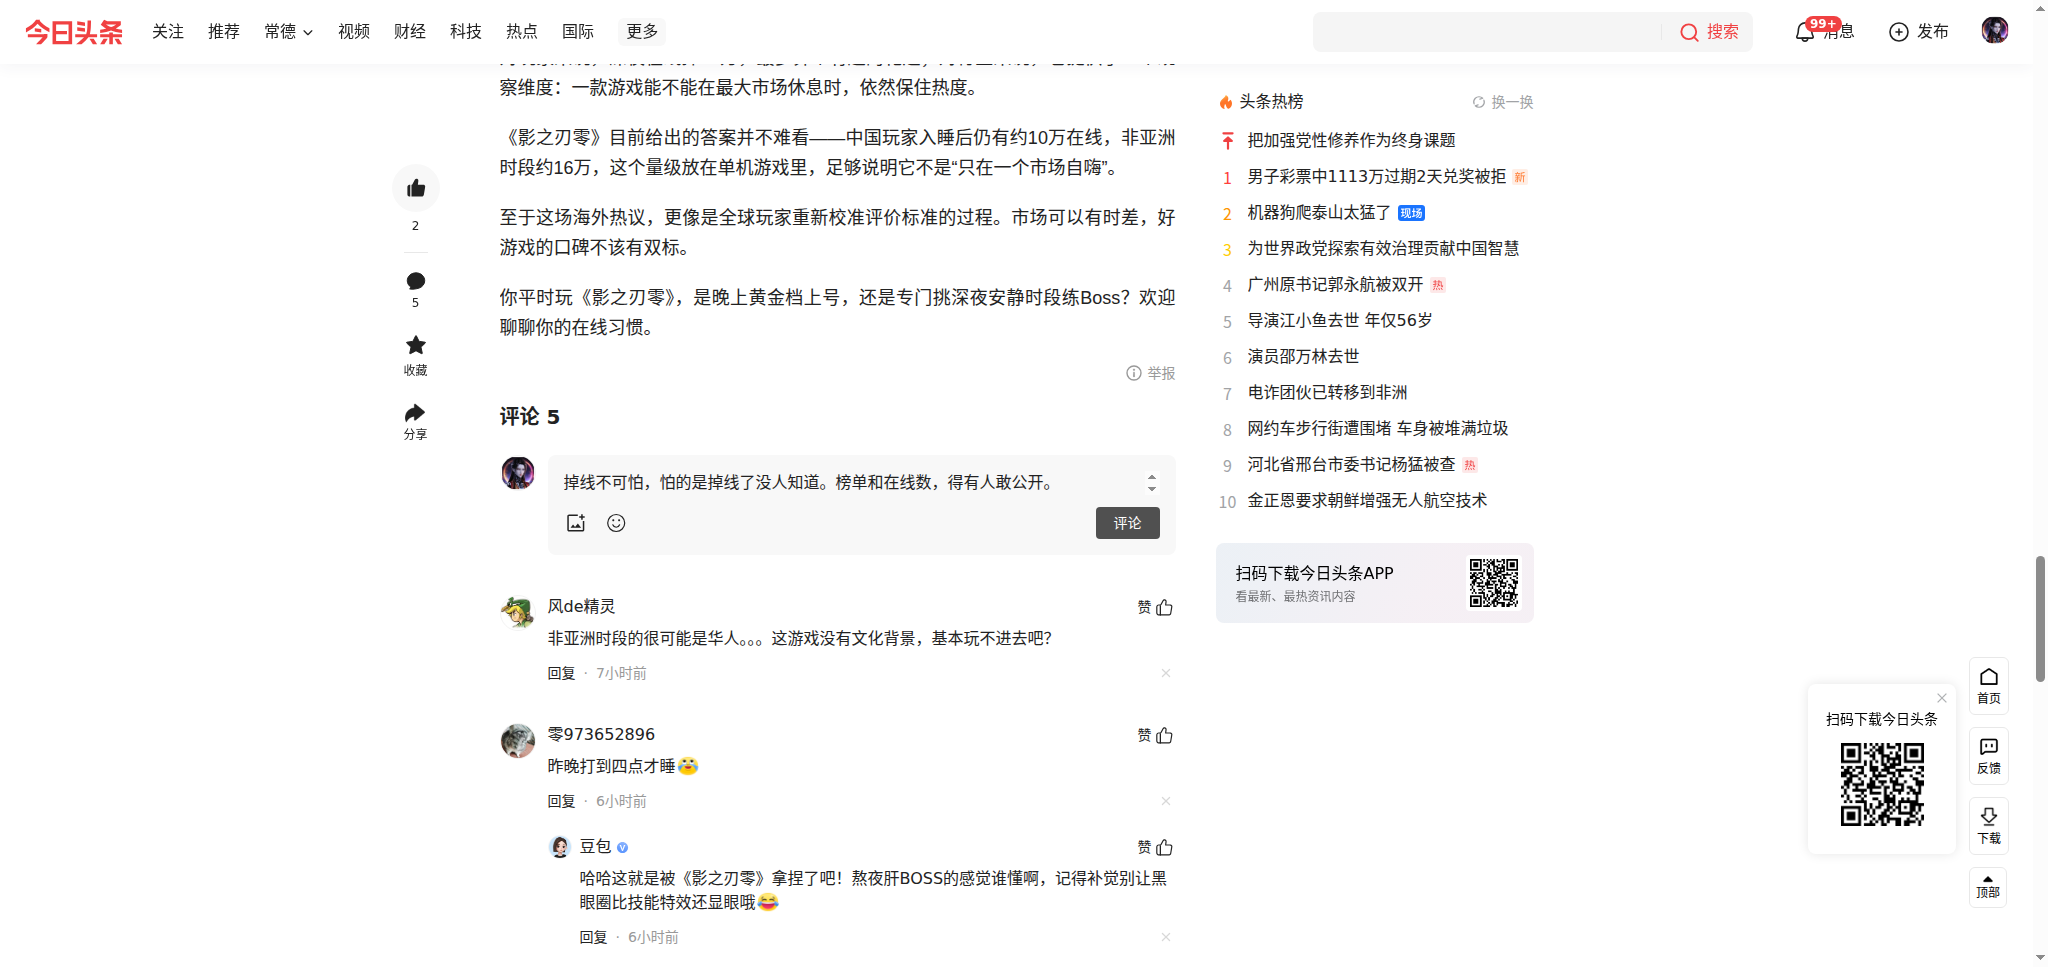 今日头条
关注 推荐 常德 视频 财经 科技 热点 国际 更多
搜索
99+
消息
发布
察维度：一款游戏能不能在最大市场休息时，依然保住热度。
《影之刃零》目前给出的答案并不难看——中国玩家入睡后仍有约10万在线，非亚洲
时段约16万，这个量级放在单机游戏里，足够说明它不是“只在一个市场自嗨”。
至于这场海外热议，更像是全球玩家重新校准评价标准的过程。市场可以有时差，好
游戏的口碑不该有双标。
你平时玩《影之刃零》，是晚上黄金档上号，还是专门挑深夜安静时段练Boss？欢迎
聊聊你的在线习惯。
举报
2
5
收藏
分享
评论 5
掉线不可怕，怕的是掉线了没人知道。榜单和在线数，得有人敢公开。
评论
风de精灵
赞
非亚洲时段的很可能是华人。。。这游戏没有文化背景，基本玩不进去吧？
回复 · 7小时前
零973652896
赞
昨晚打到四点才睡
回复 · 6小时前
豆包
赞
哈哈这就是被《影之刃零》拿捏了吧！熬夜肝BOSS的感觉谁懂啊，记得补觉别让黑
眼圈比技能特效还显眼哦
回复 · 6小时前
头条热榜
换一换
把加强党性修养作为终身课题
1 男子彩票中1113万过期2天兑奖被拒 新
2 机器狗爬泰山太猛了 现场
3 为世界政党探索有效治理贡献中国智慧
4 广州原书记郭永航被双开 热
5 导演江小鱼去世 年仅56岁
6 演员邵万林去世
7 电诈团伙已转移到非洲
8 网约车步行街遭围堵 车身被堆满垃圾
9 河北省邢台市委书记杨猛被查 热
10 金正恩要求朝鲜增强无人航空技术
扫码下载今日头条APP
看最新、最热资讯内容
扫码下载今日头条
首页
反馈
下载
顶部